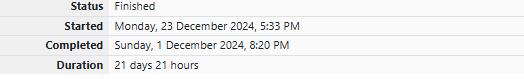 Status Finished
Started Monday, 23 December 2024, 5:33 PM
Completed Sunday, 1 December 2024, 8:20 PM
Duration 21 days 21 hours